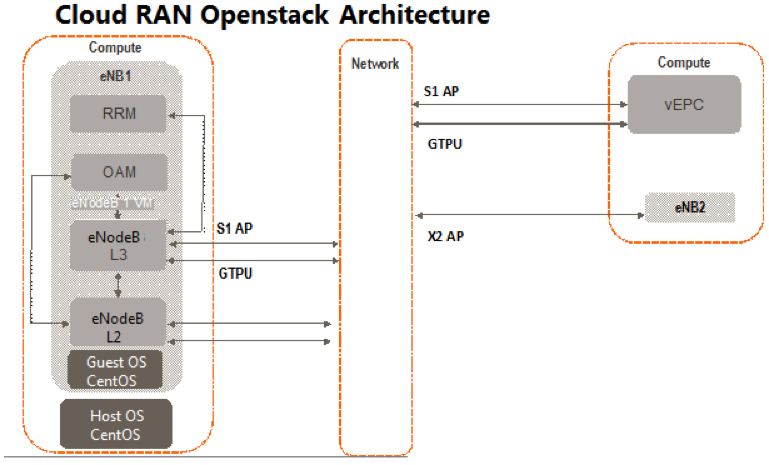 Cloud RAN Openstack Architecture
Compute
eNB1
RRM
OAM
eNodeB 1 VM
eNodeB
L3
eNodeB
L2
Guest OS
CentOS
Host OS
CentOS
S1 AP
GTPU
Network
S1 AP
GTPU
X2 AP
Compute
vEPC
eNB2